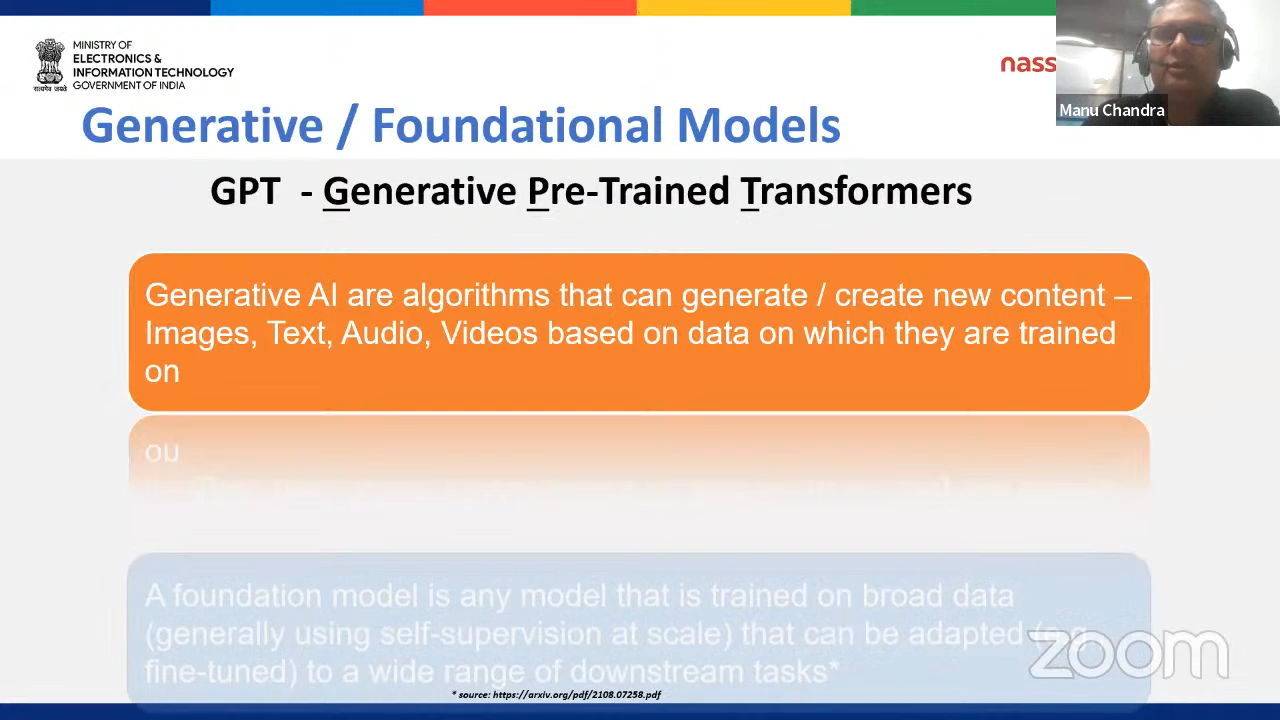 MINISTRY OF
ELECTRONICS &
INFORMATION TECHNOLOGY
GOVERNMENT OF INDIA
सत्यमेव जयते
nass
Manu Chandra
Generative / Foundational Models
GPT - Generative Pre-Trained Transformers
Generative AI are algorithms that can generate / create new content –
Images, Text, Audio, Videos based on data on which they are trained
on
A foundation model is any model that is trained on broad data
(generally using self-supervision at scale) that can be adapted (e.g.
fine-tuned) to a wide range of downstream tasks*
zoom
* source: https://arxiv.org/pdf/2108.07258.pdf